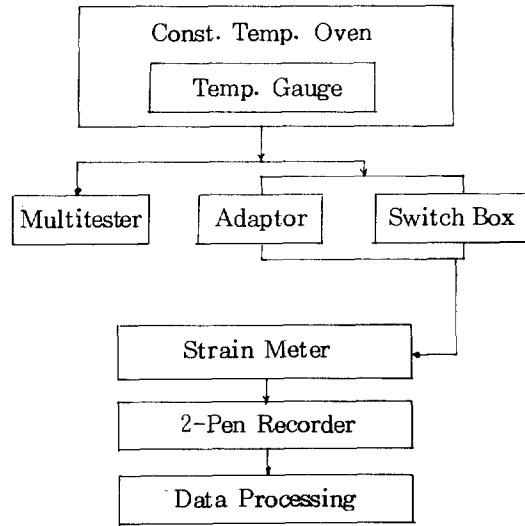 Const. Temp. Oven
Temp. Gauge
Multitester
Adaptor
Switch Box
Strain Meter
2-Pen Recorder
Data Processing